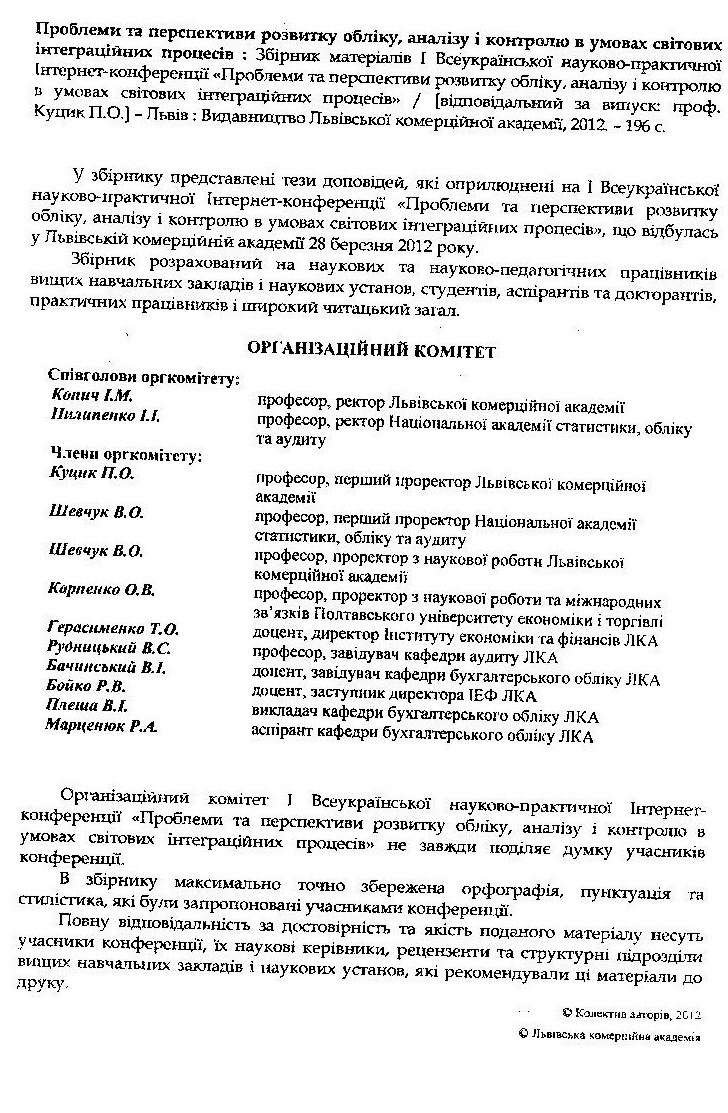 Проблеми та перспективи розвитку обліку, аналізу і контролю в умовах світових
інтеграційних процесів : Збірник матеріалів І Всеукраїнської науково-практичної
Інтернет-конференції «Проблеми та перспективи розвитку обліку, аналізу і контролю
в умовах світових інтеграційних процесів» / [відповідальний за випуск: проф.
Куцик П.О.] – Львів : Видавництво Львівської комерційної академії, 2012. – 196 с.
У збірнику представлені тези доповідей, які оприлюднені на І Всеукраїнській
науково-практичної Інтернет-конференції «Проблеми та перспективи розвитку
обліку, аналізу і контролю в умовах світових інтеграційних процесів», що відбулась
у Львівській комерційній академії 28 березня 2012 року.
Збірник розрахований на наукових та науково-педагогічних працівників
вищих навчальних закладів і наукових установ, студентів, аспірантів та докторантів,
практичних працівників і широкий читацький загал.
ОРГАНІЗАЦІЙНИЙ КОМІТЕТ
Співголови оргкомітету:
Копич І.М. професор, ректор Львівської комерційної академії
Пилипенко І.І. професор, ректор Національної академії статистики, обліку
та аудиту
Члени оргкомітету:
Куцик П.О. професор, перший проректор Львівської комерційної
академії
Шевчук В.О. професор, перший проректор Національної академії
статистики, обліку та аудиту
Шевчук В.О. професор, проректор з наукової роботи Львівської
комерційної академії
Карпенко О.В. професор, проректор з наукової роботи та міжнародних
зв’язків Полтавського університету економіки і торгівлі
Герасименко Т.О. доцент, директор Інституту економіки та фінансів ЛКА
Рудницький В.С. професор, завідувач кафедри аудиту ЛКА
Бачинський В.І. доцент, завідувач кафедри бухгалтерського обліку ЛКА
Бойко Р.В. доцент, заступник директора ІЕФ ЛКА
Плеша В.І. викладач кафедри бухгалтерського обліку ЛКА
Марценюк Р.А. аспірант кафедри бухгалтерського обліку ЛКА
Організаційний комітет І Всеукраїнської науково-практичної Інтернет-
конференції «Проблеми та перспективи розвитку обліку, аналізу і контролю в
умовах світових інтеграційних процесів» не завжди поділяє думку учасників
конференції.
В збірнику максимально точно збережена орфографія, пунктуація та
стилістика, які були запропоновані учасниками конференції.
Повну відповідальність за достовірність та якість поданого матеріалу несуть
учасники конференції, їх наукові керівники, рецензенти та структурні підрозділи
вищих навчальних закладів і наукових установ, які рекомендували ці матеріали до
друку.
© Колектив авторів, 2012
© Львівська комерційна академія